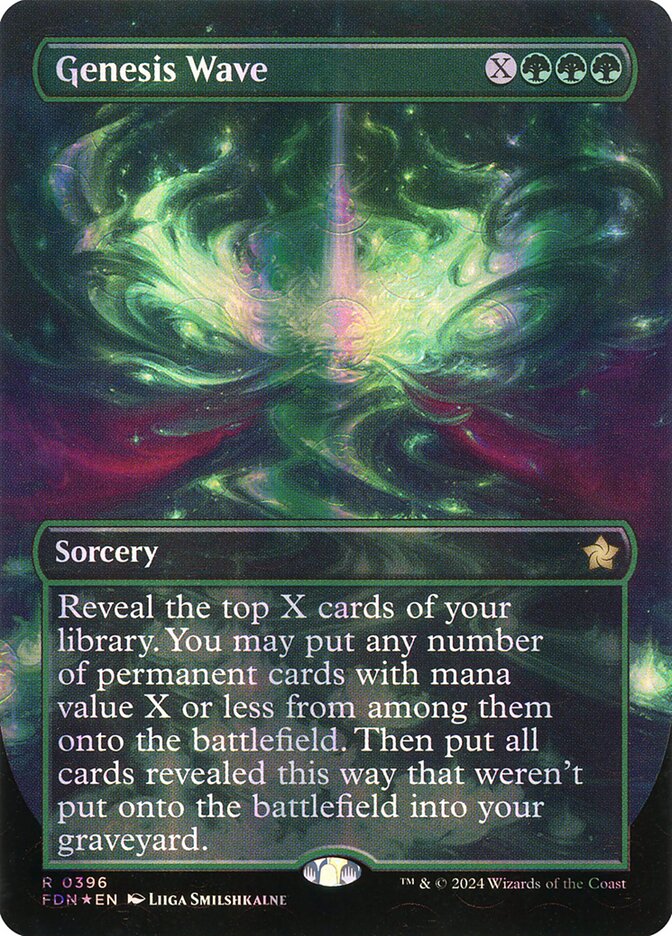 Genesis Wave X
Sorcery
Reveal the top X cards of your
library. You may put any number
of permanent cards with mana
value X or less from among them
onto the battlefield. Then put all
cards revealed this way that weren't
put onto the battlefield into your
graveyard.
R 0396
FDN★EN LIIGA SMILSHKALNE
™ & © 2024 Wizards of the Coast